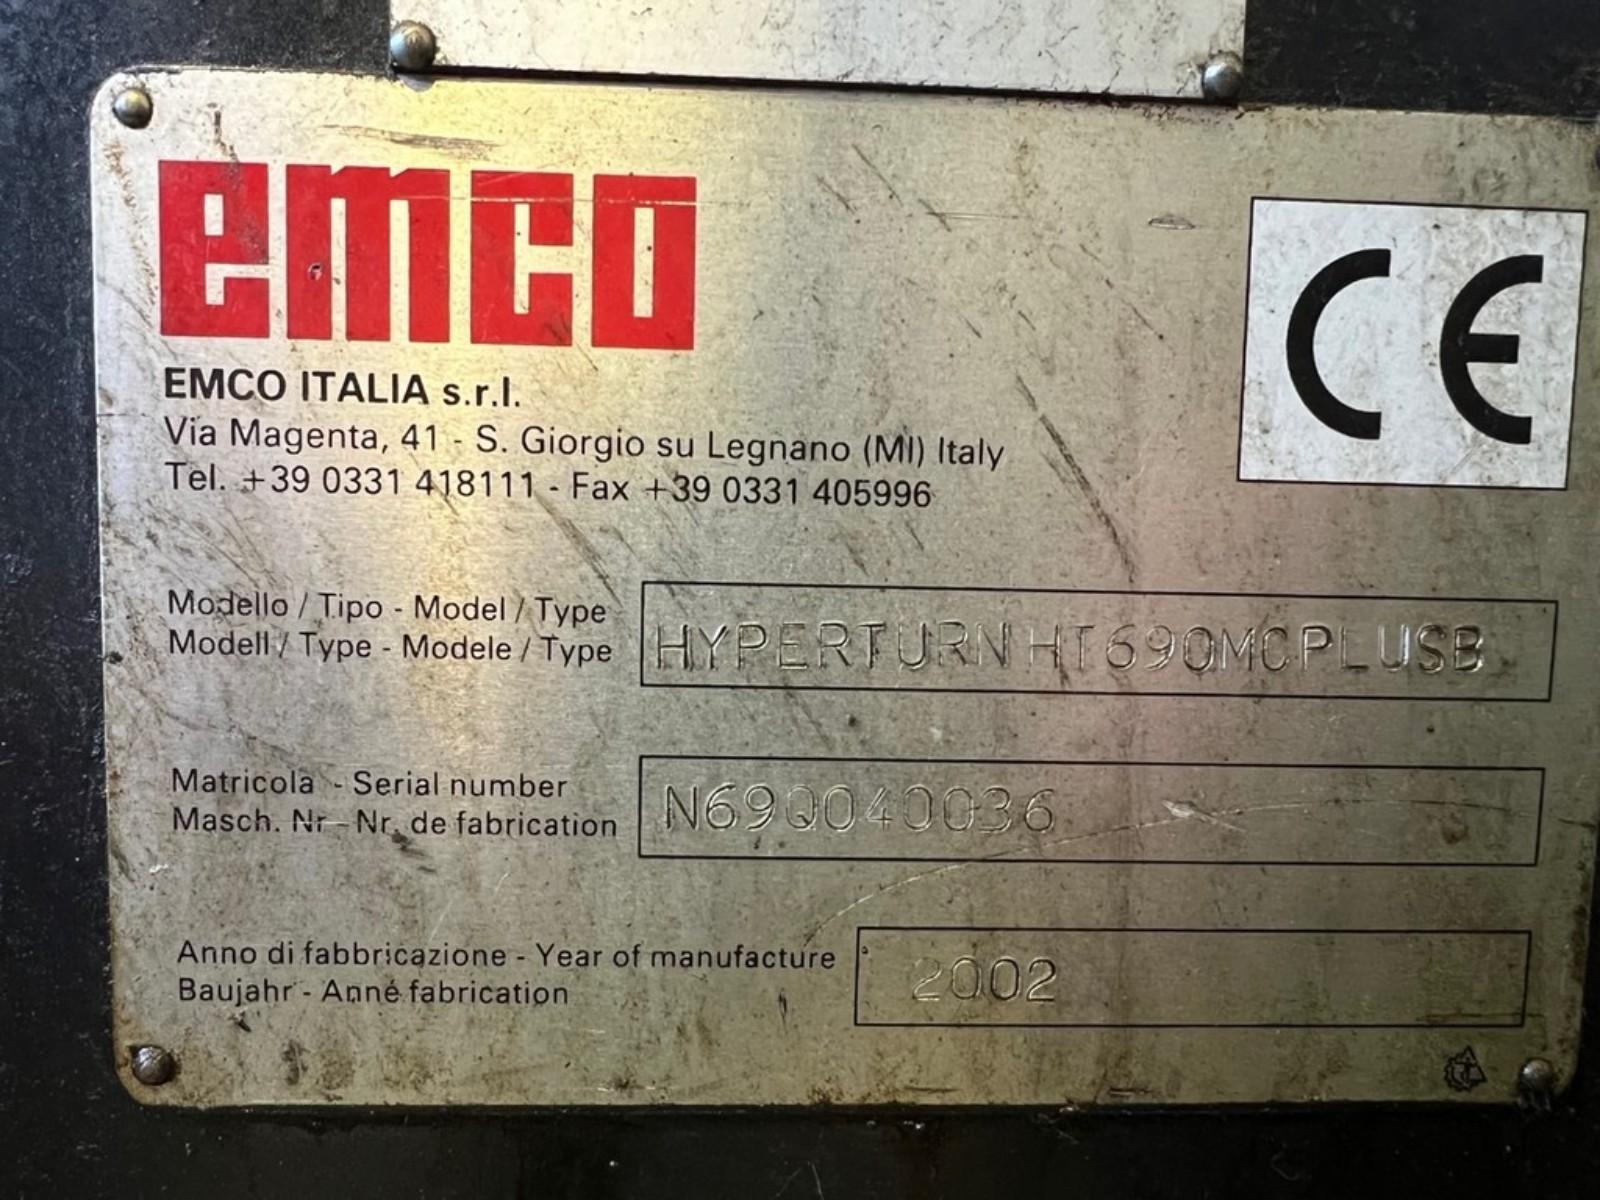 emco
CE
EMCO ITALIA s.r.l.
Via Magenta, 41 - S. Giorgio su Legnano (MI) Italy
Tel. +39 0331 418111 - Fax +39 0331 405996
Modello / Tipo - Model / Type
Modell / Type - Modele / Type
HYPERTURN HT690MCPLUSB
Matricola - Serial number
Masch. Nr - Nr. de fabrication
N69Q040036
Anno di fabbricazione - Year of manufacture
Baujahr - Anné fabrication
2002